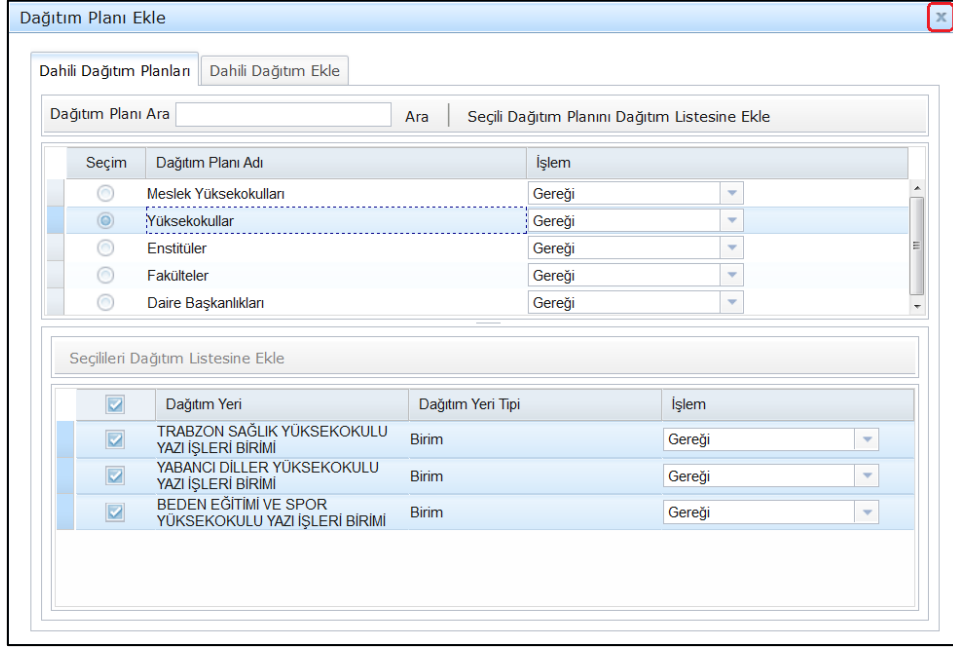 Dağıtım Planı Ekle
Dahili Dağıtım Planları
Dahili Dağıtım Ekle
Dağıtım Planı Ara
Ara
Seçili Dağıtım Planını Dağıtım Listesine Ekle
Seçim
Dağıtım Planı Adı
İşlem
Meslek Yüksekokulları
Gereği
Yüksekokullar
Gereği
Enstitüler
Gereği
Fakülteler
Gereği
Daire Başkanlıkları
Gereği
Seçilileri Dağıtım Listesine Ekle
Dağıtım Yeri
Dağıtım Yeri Tipi
İşlem
TRABZON SAĞLIK YÜKSEKOKULU
YAZI İŞLERİ BİRİMİ
Birim
Gereği
YABANCI DİLLER YÜKSEKOKULU
YAZI İŞLERİ BİRİMİ
Birim
Gereği
BEDEN EĞİTİMİ VE SPOR
YÜKSEKOKULU YAZI İŞLERİ BİRİMİ
Birim
Gereği